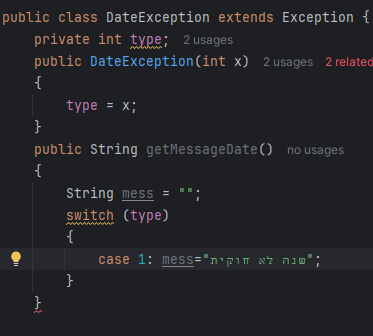 public class DateException extends Exception {
private int type; 2 usages
public DateException(int x) 2 usages 2 related
{
type = x;
}
public String getMessageDate() no usages
{
String mess = "";
switch (type)
{
case 1: mess="שנה לא חוקית";
}
}